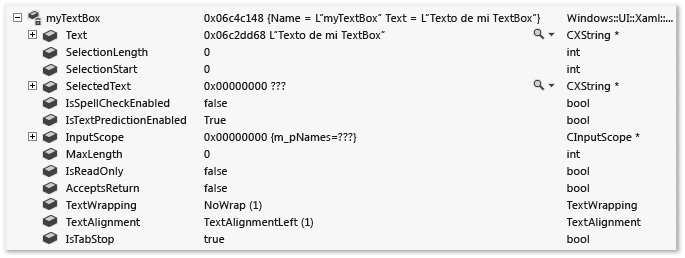 myTextBox 0x06c4c148 {Name = L"myTextBox" Text = L"Texto de mi TextBox"} Windows::UI::Xaml::...
Text 0x06c2dd68 L"Texto de mi TextBox" CXString *
SelectionLength 0 int
SelectionStart 0 int
SelectedText 0x00000000 ??? CXString *
IsSpellCheckEnabled false bool
IsTextPredictionEnabled True bool
InputScope 0x00000000 {m_pNames=???} CInputScope *
MaxLength 0 int
IsReadOnly false bool
AcceptsReturn false bool
TextWrapping NoWrap (1) TextWrapping
TextAlignment TextAlignmentLeft (1) TextAlignment
IsTabStop true bool